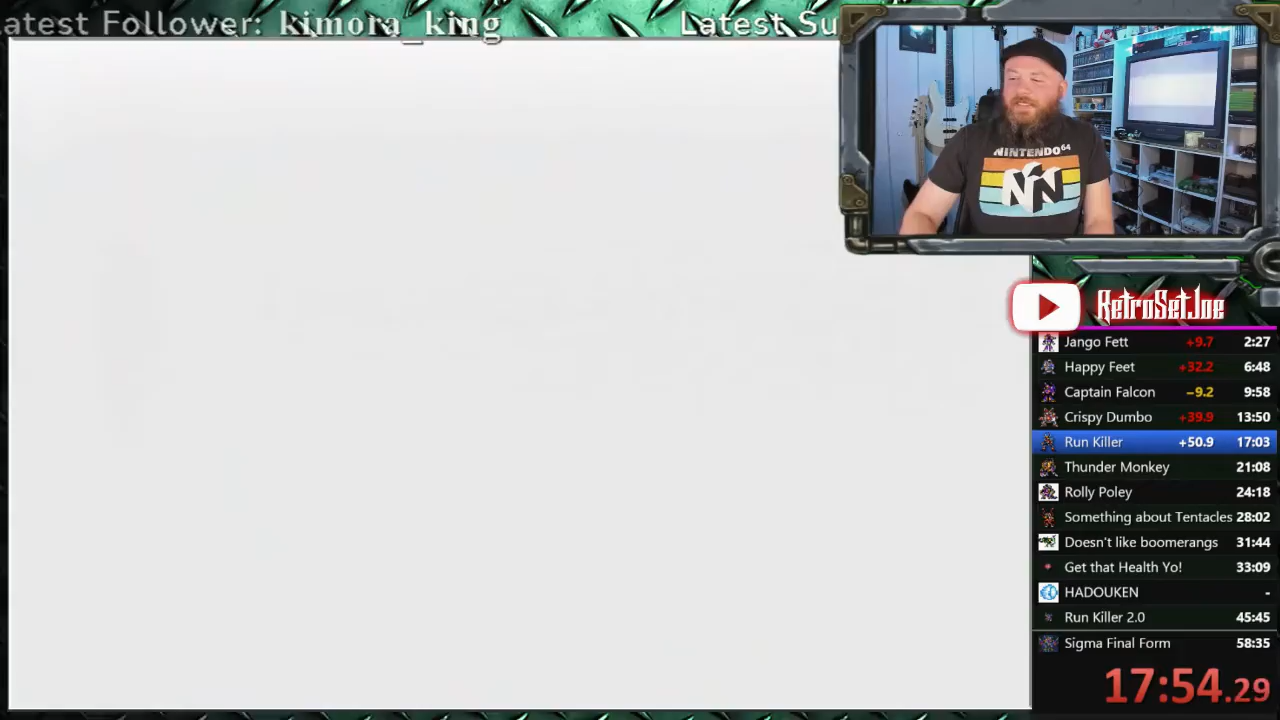 atest Follower: kimora_king
Latest Su
NINTENDO64
RetroSetJoe
Jango Fett +9.7 2:27
Happy Feet +32.2 6:48
Captain Falcon −9.2 9:58
Crispy Dumbo +39.9 13:50
Run Killer +50.9 17:03
Thunder Monkey 21:08
Rolly Poley 24:18
Something about Tentacles 28:02
Doesn't like boomerangs 31:44
Get that Health Yo! 33:09
HADOUKEN -
Run Killer 2.0 45:45
Sigma Final Form 58:35
17:54.29